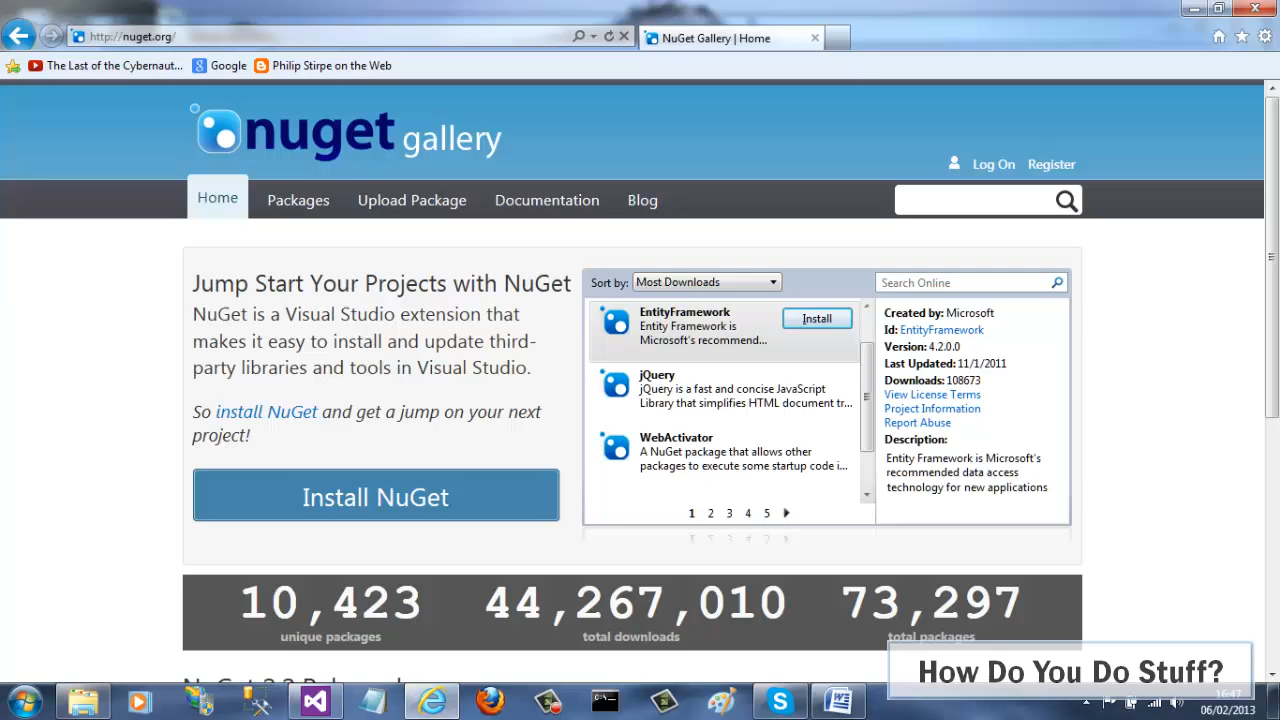 http://nuget.org/
NuGet Gallery | Home
The Last of the Cybernaut...
Google
Philip Stirpe on the Web
nuget gallery
Log On Register
Home Packages Upload Package Documentation Blog
Jump Start Your Projects with NuGet
NuGet is a Visual Studio extension that
makes it easy to install and update third-
party libraries and tools in Visual Studio.
So install NuGet and get a jump on your next
project!
Install NuGet
Sort by: Most Downloads
Search Online
EntityFramework
Entity Framework is
Microsoft's recommend...
Install
jQuery
jQuery is a fast and concise JavaScript
Library that simplifies HTML document tr...
WebActivator
A NuGet package that allows other
packages to execute some startup code i...
1 2 3 4 5
Created by: Microsoft
Id: EntityFramework
Version: 4.2.0.0
Last Updated: 11/1/2011
Downloads: 108673
View License Terms
Project Information
Report Abuse
Description:
Entity Framework is Microsoft's
recommended data access
technology for new applications
10,423 44,267,010 73,297
unique packages total downloads total packages
How Do You Do Stuff?
16:47
06/02/2013